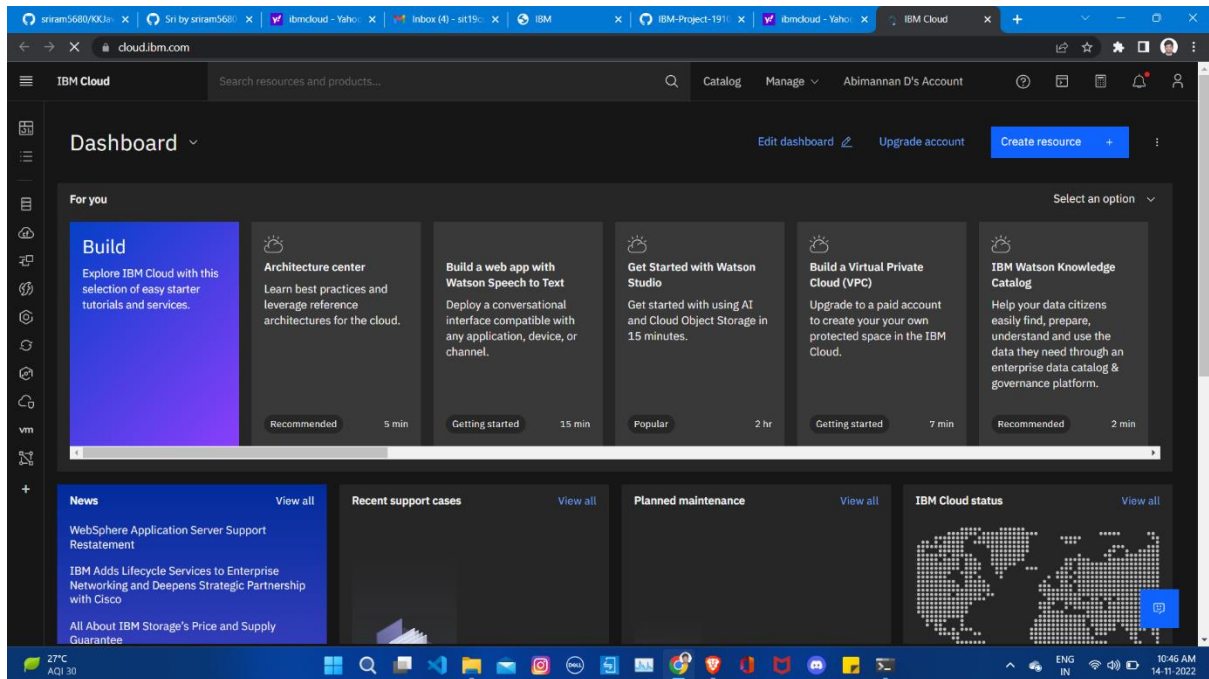 sriram5680/KKJav
Sri by sriram5680
ibmcloud - Yahoo
Inbox (4) - sit19c
IBM
IBM-Project-1910
ibmcloud - Yahoo
IBM Cloud
cloud.ibm.com
IBM Cloud
Search resources and products...
Catalog
Manage
Abimannan D's Account
Dashboard
Edit dashboard
Upgrade account
Create resource +
For you
Select an option
Build
Explore IBM Cloud with this
selection of easy starter
tutorials and services.
Architecture center
Learn best practices and
leverage reference
architectures for the cloud.
Recommended 5 min
Build a web app with
Watson Speech to Text
Deploy a conversational
interface compatible with
any application, device, or
channel.
Getting started 15 min
Get Started with Watson
Studio
Get started with using AI
and Cloud Object Storage in
15 minutes.
Popular 2 hr
Build a Virtual Private
Cloud (VPC)
Upgrade to a paid account
to create your your own
protected space in the IBM
Cloud.
Getting started 7 min
IBM Watson Knowledge
Catalog
Help your data citizens
easily find, prepare,
understand and use the
data they need through an
enterprise data catalog &
governance platform.
Recommended 2 min
vm
News View all
WebSphere Application Server Support
Restatement
IBM Adds Lifecycle Services to Enterprise
Networking and Deepens Strategic Partnership
with Cisco
All About IBM Storage's Price and Supply
Guarantee
Recent support cases View all
Planned maintenance View all
IBM Cloud status View all
27°C
AQI 30
DELL
ENG
IN
10:46 AM
14-11-2022